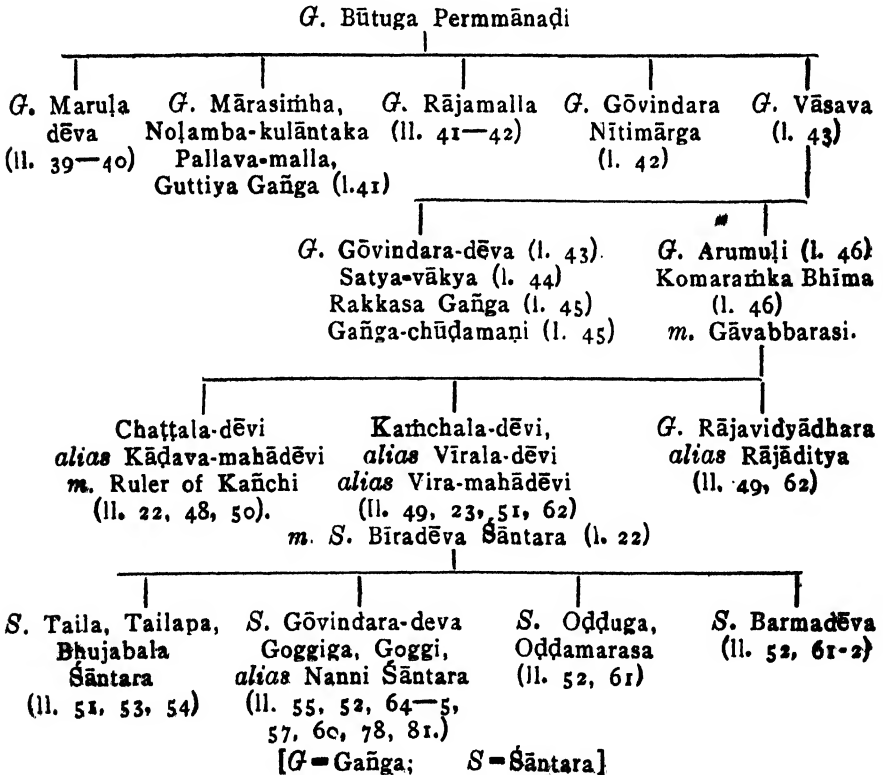 G. Būtuga Permmānaḍi
G. Maruḷa G. Mārasiṁha, G. Rājamalla G. Gōvindara G. Vāsava
dēva Noḷamba-kulāntaka (ll. 41—42) Nītimārga (l. 43)
(ll. 39—40) Pallava-malla, (l. 42)
Guttiya Gañga (l.41)
G. Gōvindara-dēva (l. 43). G. Arumuḷi (l. 46)
Satya-vākya (l. 44) Komaraṁka Bhīma
Rakkasa Gañga (l. 45) (l. 46)
Gañga-chūḍamaṇi (l. 45) m. Gāvabbarasi.
Chaṭṭala-dēvi Kaṁchala-dēvi, G. Rājavidyādhara
alias Kāḍava-mahādēvi alias Vīrala-dēvi alias Rājāditya
m. Ruler of Kañchi alias Vira-mahādēvi (ll. 49, 62)
(ll. 22, 48, 50). (ll. 49, 23, 51, 62)
m. S. Bīradēva Śāntara (l. 22)
S. Taila, Tailapa, S. Gōvindara-deva S. Oḍḍuga, S. Barmadēva
Bhujabala Goggiga, Goggi, Oḍḍamarasa (ll. 52, 61-2)
Śāntara alias Nanni Śāntara (ll. 52, 61)
(ll. 51, 53, 54) (ll. 55, 52, 64—5,
57, 60, 78, 81.)
[G=Gañga; S=Śāntara]